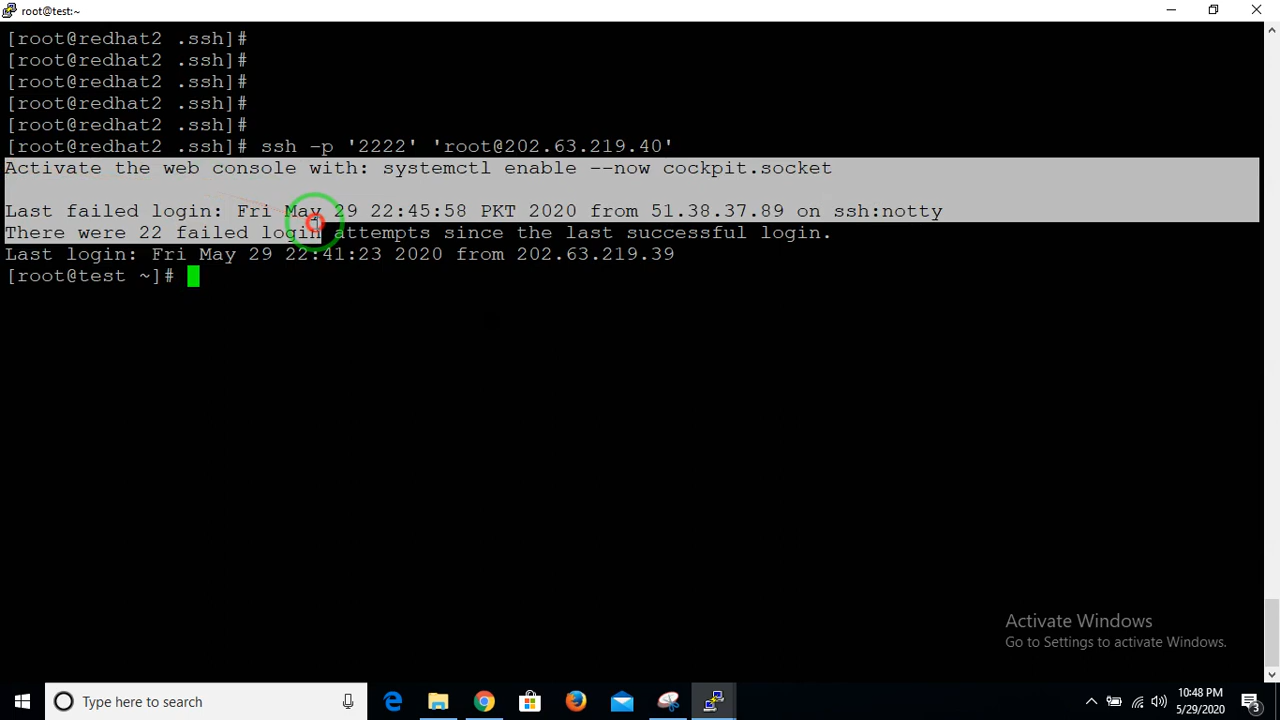 root@test:~
[root@redhat2 .ssh]#
[root@redhat2 .ssh]#
[root@redhat2 .ssh]#
[root@redhat2 .ssh]#
[root@redhat2 .ssh]#
[root@redhat2 .ssh]# ssh -p '2222' 'root@202.63.219.40'
Activate the web console with: systemctl enable --now cockpit.socket
Last failed login: Fri May 29 22:45:58 PKT 2020 from 51.38.37.89 on ssh:notty
There were 22 failed login attempts since the last successful login.
Last login: Fri May 29 22:41:23 2020 from 202.63.219.39
[root@test ~]#
Activate Windows
Go to Settings to activate Windows.
Type here to search
10:48 PM
5/29/2020
3